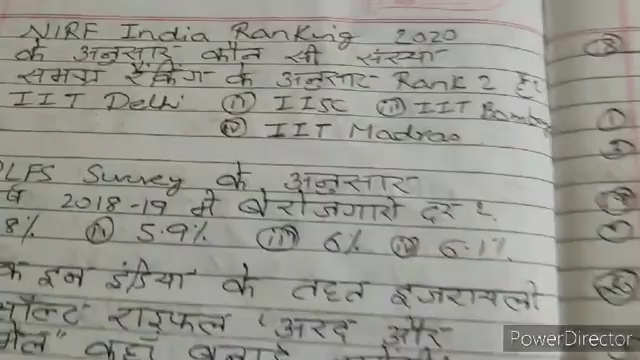 NIRF India Ranking 2020
के अनुसार कौन सी संस्था
समग्र रैंकिंग के अनुसार Rank 2 है?
IIT Delhi (ii) IISC (iii) IIT Bombay
(iv) IIT Madras
PLFS Survey के अनुसार
2018-19 में बेरोजगारी दर?
8% (ii) 5.9% (iii) 6% (iv) 6.1%
क इन इंडिया के तहत इजरायली
सॉल्ट राइफल "अरद और
मेल" कहां
PowerDirector